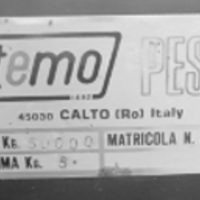 temo PES
45030 CALTO (Ro) Italy
KG. 50000 MATRICOLA N.
MA KG. 5